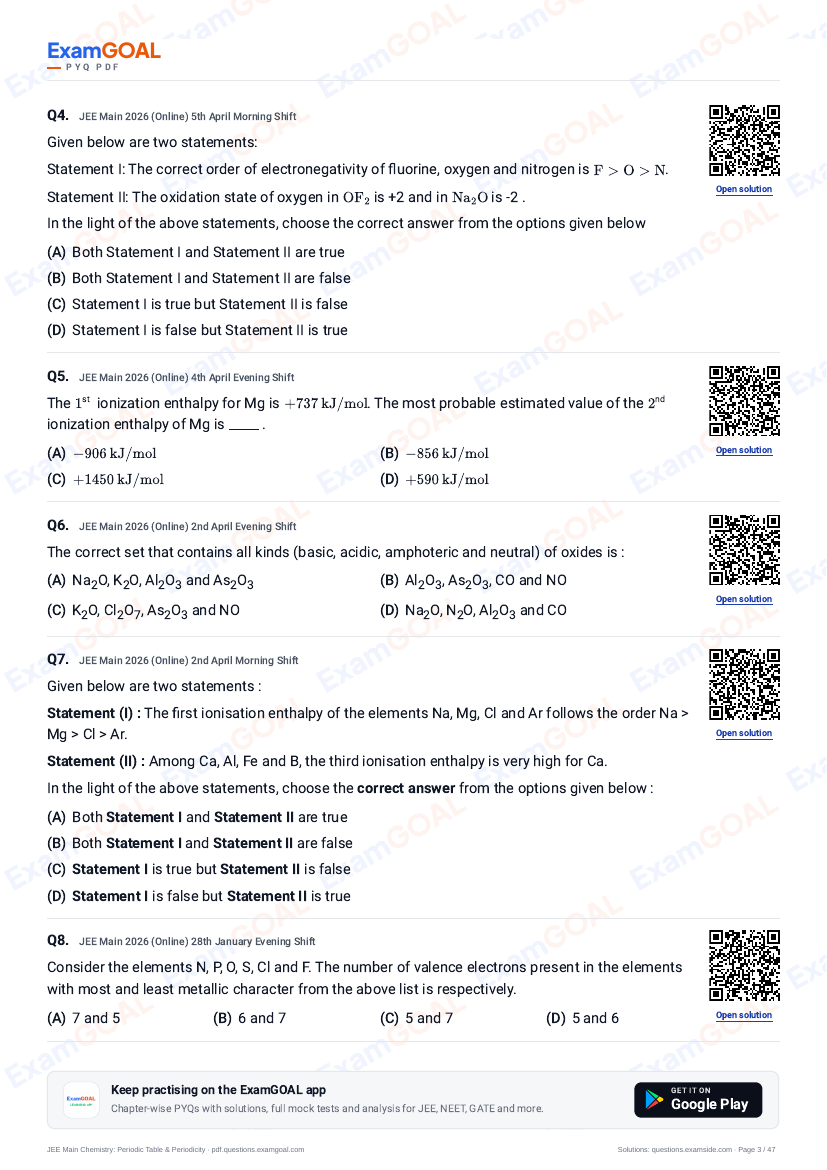 ExamGOAL
PYQ PDF
Q4. JEE Main 2026 (Online) 5th April Morning Shift
Given below are two statements:
Statement I: The correct order of electronegativity of fluorine, oxygen and nitrogen is F > O > N.
Statement II: The oxidation state of oxygen in OF₂ is +2 and in Na₂O is -2 .
In the light of the above statements, choose the correct answer from the options given below
(A) Both Statement I and Statement II are true
(B) Both Statement I and Statement II are false
(C) Statement I is true but Statement II is false
(D) Statement I is false but Statement II is true
Open solution
Q5. JEE Main 2026 (Online) 4th April Evening Shift
The 1ˢᵗ ionization enthalpy for Mg is +737 kJ/mol. The most probable estimated value of the 2ⁿᵈ
ionization enthalpy of Mg is ____ .
(A) −906 kJ/mol (B) −856 kJ/mol
(C) +1450 kJ/mol (D) +590 kJ/mol
Open solution
Q6. JEE Main 2026 (Online) 2nd April Evening Shift
The correct set that contains all kinds (basic, acidic, amphoteric and neutral) of oxides is :
(A) Na₂O, K₂O, Al₂O₃ and As₂O₃ (B) Al₂O₃, As₂O₃, CO and NO
(C) K₂O, Cl₂O₇, As₂O₃ and NO (D) Na₂O, N₂O, Al₂O₃ and CO
Open solution
Q7. JEE Main 2026 (Online) 2nd April Morning Shift
Given below are two statements :
Statement (I) : The first ionisation enthalpy of the elements Na, Mg, Cl and Ar follows the order Na >
Mg > Cl > Ar.
Statement (II) : Among Ca, Al, Fe and B, the third ionisation enthalpy is very high for Ca.
In the light of the above statements, choose the correct answer from the options given below :
(A) Both Statement I and Statement II are true
(B) Both Statement I and Statement II are false
(C) Statement I is true but Statement II is false
(D) Statement I is false but Statement II is true
Open solution
Q8. JEE Main 2026 (Online) 28th January Evening Shift
Consider the elements N, P, O, S, Cl and F. The number of valence electrons present in the elements
with most and least metallic character from the above list is respectively.
(A) 7 and 5 (B) 6 and 7 (C) 5 and 7 (D) 5 and 6
Open solution
ExamGOAL
Keep practising on the ExamGOAL app
Chapter-wise PYQs with solutions, full mock tests and analysis for JEE, NEET, GATE and more.
GET IT ON
Google Play
JEE Main Chemistry: Periodic Table & Periodicity · pdf.questions.examgoal.com
Solutions: questions.examside.com · Page 3 / 47